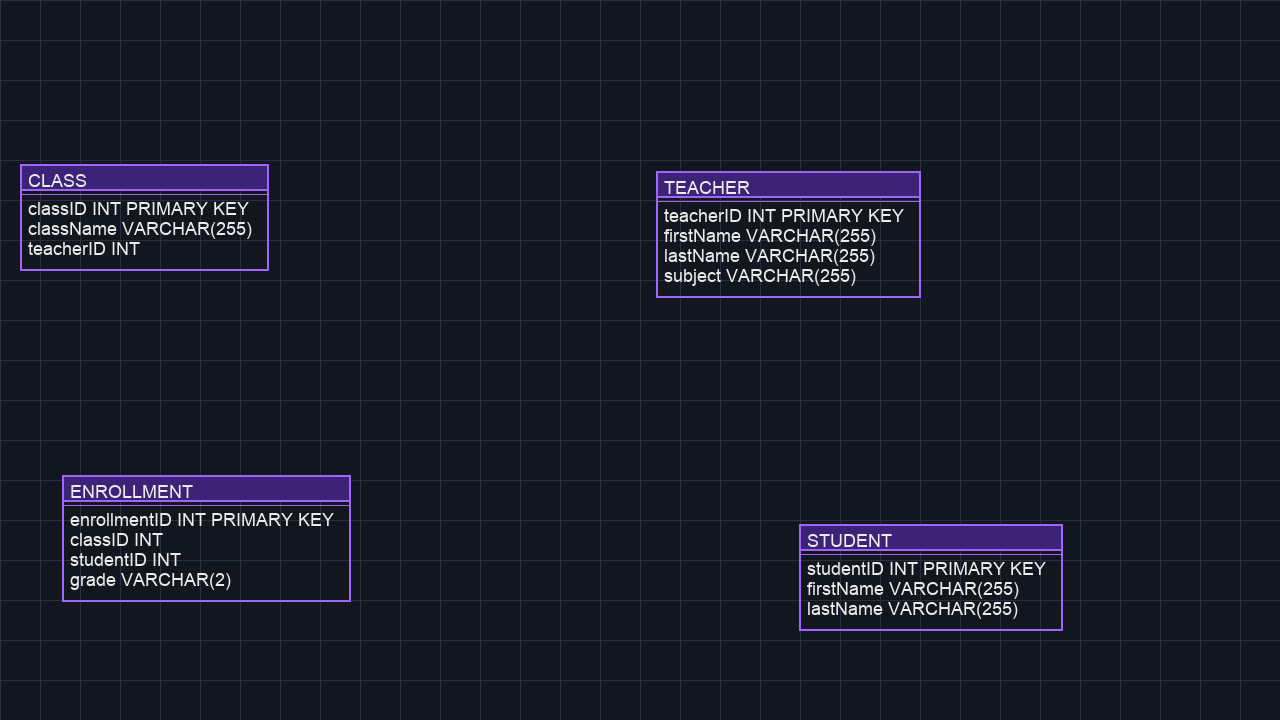 CLASS
classID INT PRIMARY KEY
className VARCHAR(255)
teacherID INT
TEACHER
teacherID INT PRIMARY KEY
firstName VARCHAR(255)
lastName VARCHAR(255)
subject VARCHAR(255)
ENROLLMENT
enrollmentID INT PRIMARY KEY
classID INT
studentID INT
grade VARCHAR(2)
STUDENT
studentID INT PRIMARY KEY
firstName VARCHAR(255)
lastName VARCHAR(255)